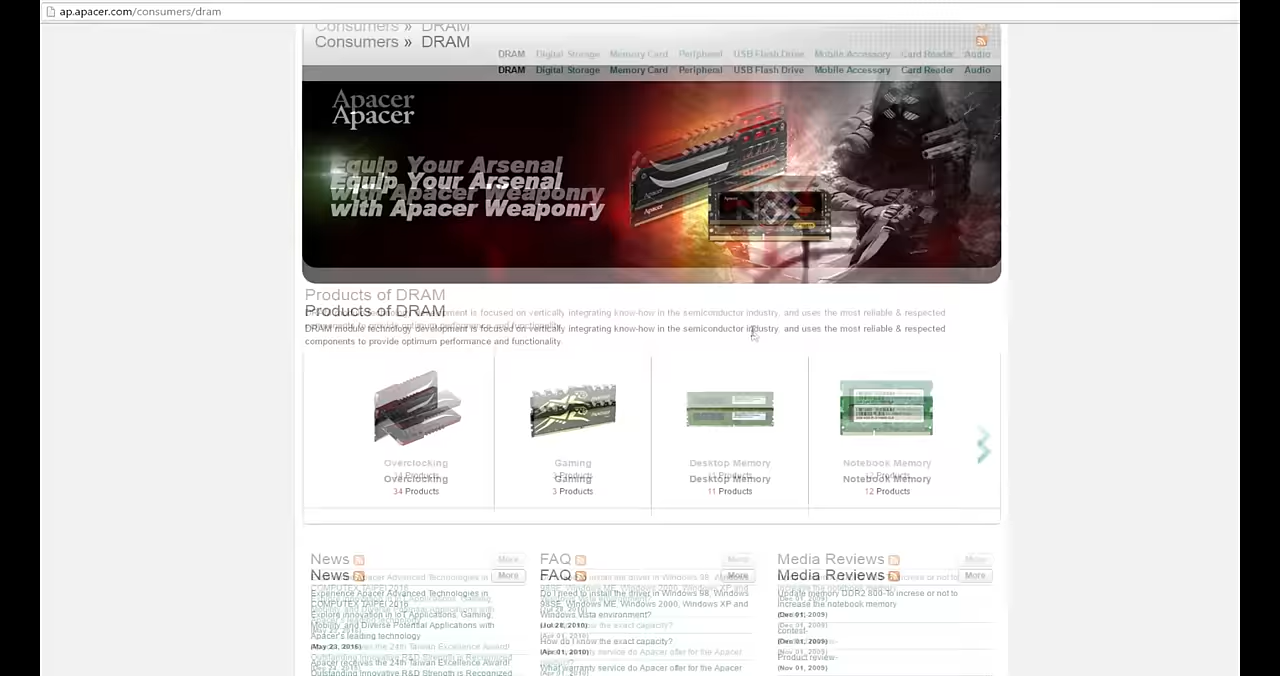 ap.apacer.com/consumers/dram
Consumers » DRAM
DRAM Digital Storage Memory Card Peripheral USB Flash Drive Mobile Accessory Card Reader Audio
Apacer
Equip Your Arsenal
with Apacer Weaponry
Products of DRAM
DRAM module technology development is focused on vertically integrating know-how in the semiconductor industry, and uses the most reliable & respected
components to provide optimum performance and functionality
Overclocking
34 Products
Gaming
3 Products
Desktop Memory
11 Products
Notebook Memory
12 Products
News More
Experience Apacer Advanced Technologies in
COMPUTEX TAIPEI 2016
Explore Innovation in IoT Applications, Gaming,
Mobility, and Diverse Potential Applications with
Apacer's leading technology
(May 23, 2016)
Apacer receives the 24th Taiwan Excellence Award!
Outstanding Innovative R&D Strength is Recognized
FAQ More
Do I need to install the driver in Windows 98, Windows
98SE, Windows ME, Windows 2000, Windows XP and
Windows Vista environment?
(Jul 28, 2010)
How do I know the exact capacity?
(Apr 01, 2010)
What warranty service do Apacer offer for the Apacer
Media Reviews More
Update memory DDR2 800-To increse or not to
increase the notebook memory
(Dec 01, 2009)
contest-
(Dec 01, 2009)
Product review-
(Nov 01, 2009)